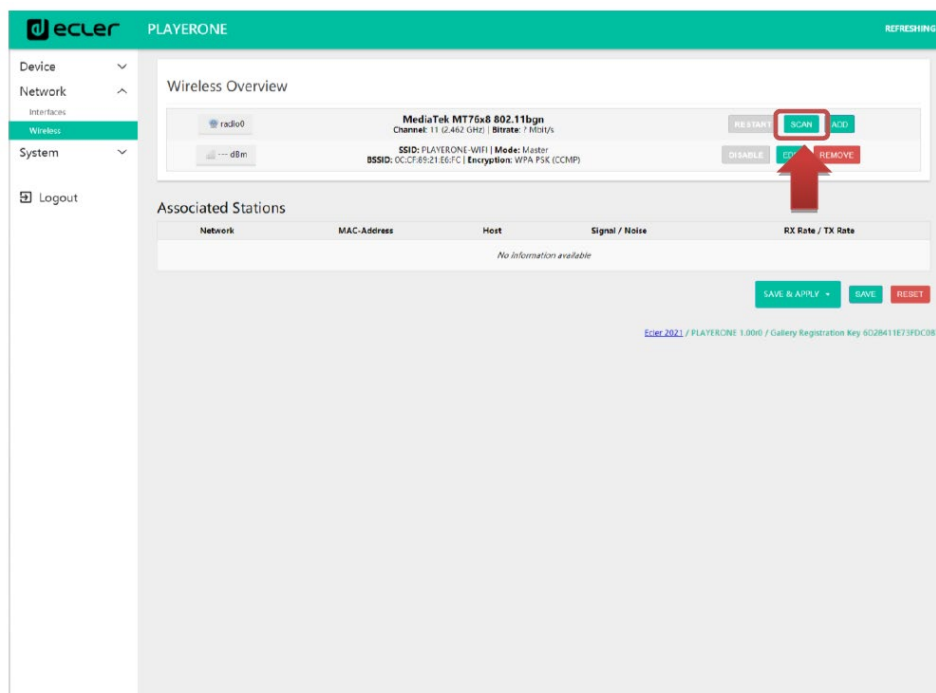 ecler
PLAYERONE
REFRESHING
Device
Network
Interfaces
Wireless
System
Logout
Wireless Overview
radio0
MediaTek MT76x8 802.11bgn
Channel: 11 (2.462 GHz) | Bitrate: ? Mbit/s
RESTART SCAN ADD
--- dBm
SSID: PLAYERONE-WIFI | Mode: Master
BSSID: 0C:CF:89:21:E6:FC | Encryption: WPA PSK (CCMP)
DISABLE REMOVE
Associated Stations
Network MAC-Address Host Signal / Noise RX Rate / TX Rate
No information available
SAVE & APPLY SAVE RESET
Ecler 2021 / PLAYERONE 1.00r0 / Gallery Registration Key